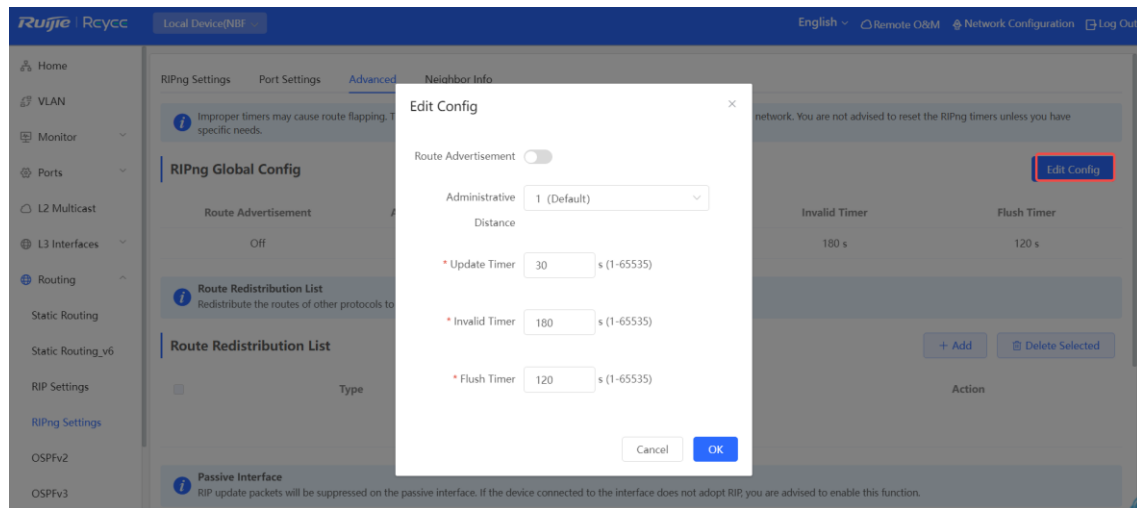 Ruijie | Rcycc
Local Device(NBF
English
Remote O&M
Network Configuration
Log Out
Home
VLAN
Monitor
Ports
L2 Multicast
L3 Interfaces
Routing
Static Routing
Static Routing_v6
RIP Settings
RIPng Settings
OSPFv2
OSPFv3
RIPng Settings
Port Settings
Advanced
Neighbor Info
Improper timers may cause route flapping. T
network. You are not advised to reset the RIPng timers unless you have
specific needs.
RIPng Global Config
Edit Config
Route Advertisement
A
Invalid Timer
Flush Timer
Off
180 s
120 s
Route Redistribution List
Redistribute the routes of other protocols to
Route Redistribution List
+ Add
Delete Selected
Type
Action
Passive Interface
RIP update packets will be suppressed on the passive interface. If the device connected to the interface does not adopt RIP, you are advised to enable this function.
Edit Config
Route Advertisement
Administrative
Distance
1 (Default)
* Update Timer
30
s (1-65535)
* Invalid Timer
180
s (1-65535)
* Flush Timer
120
s (1-65535)
Cancel
OK